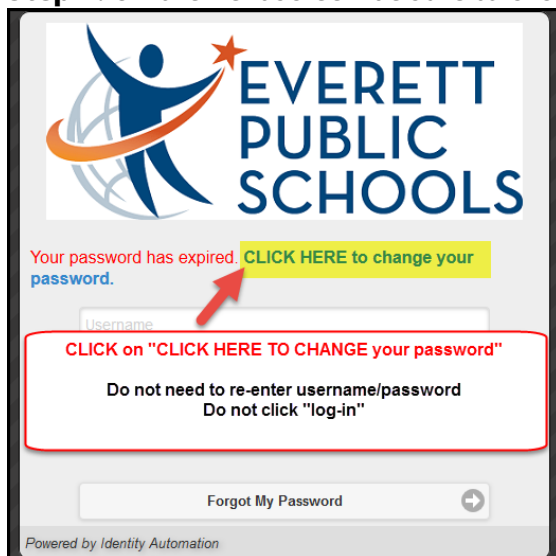 EVERETT
PUBLIC
SCHOOLS
Your password has expired. CLICK HERE to change your
password.
Username
CLICK on "CLICK HERE TO CHANGE your password"
Do not need to re-enter username/password
Do not click "log-in"
Forgot My Password
Powered by Identity Automation